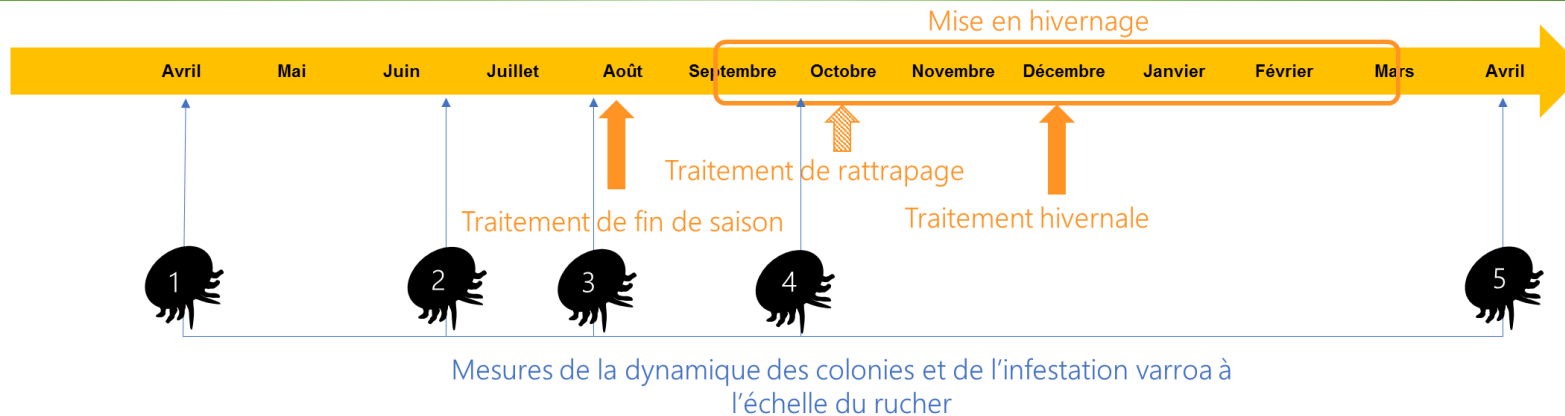 Mise en hivernage
Avril Mai Juin Juillet Août Septembre Octobre Novembre Décembre Janvier Février Mars Avril
Traitement de rattrapage
Traitement de fin de saison Traitement hivernale
1 2 3 4 5
Mesures de la dynamique des colonies et de l'infestation varroa à
l'échelle du rucher